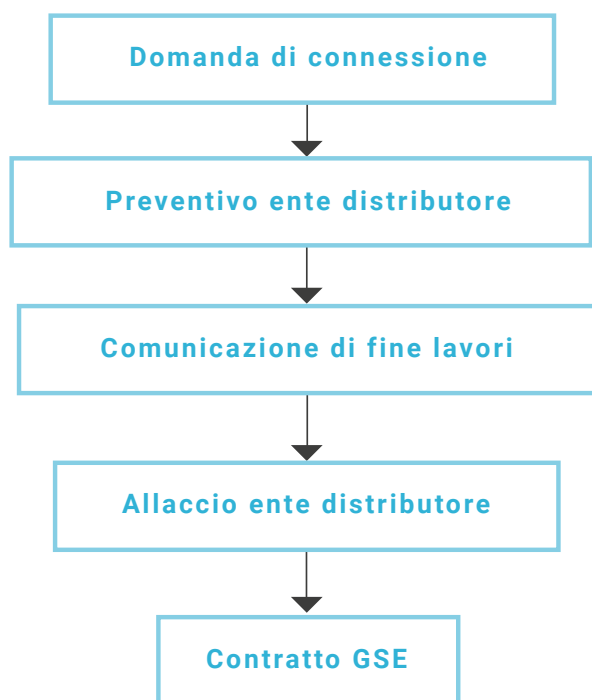 Domanda di connessione
Preventivo ente distributore
Comunicazione di fine lavori
Allaccio ente distributore
Contratto GSE